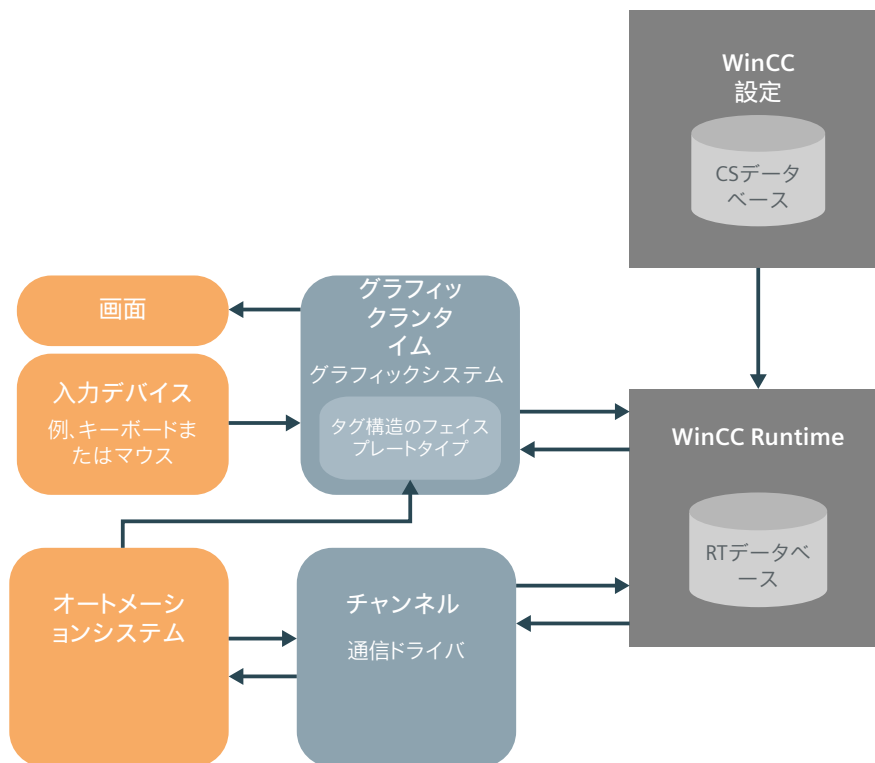 WinCC
設定
CSデータ
ベース
画面
グラフィッ
クランタ
イム
グラフィックシステム
入力デバイス
例、キーボードま
たはマウス
タグ構造のフェイス
プレートタイプ
WinCC Runtime
RTデータベ
ース
オートメーシ
ョンシステム
チャンネル
通信ドライバ